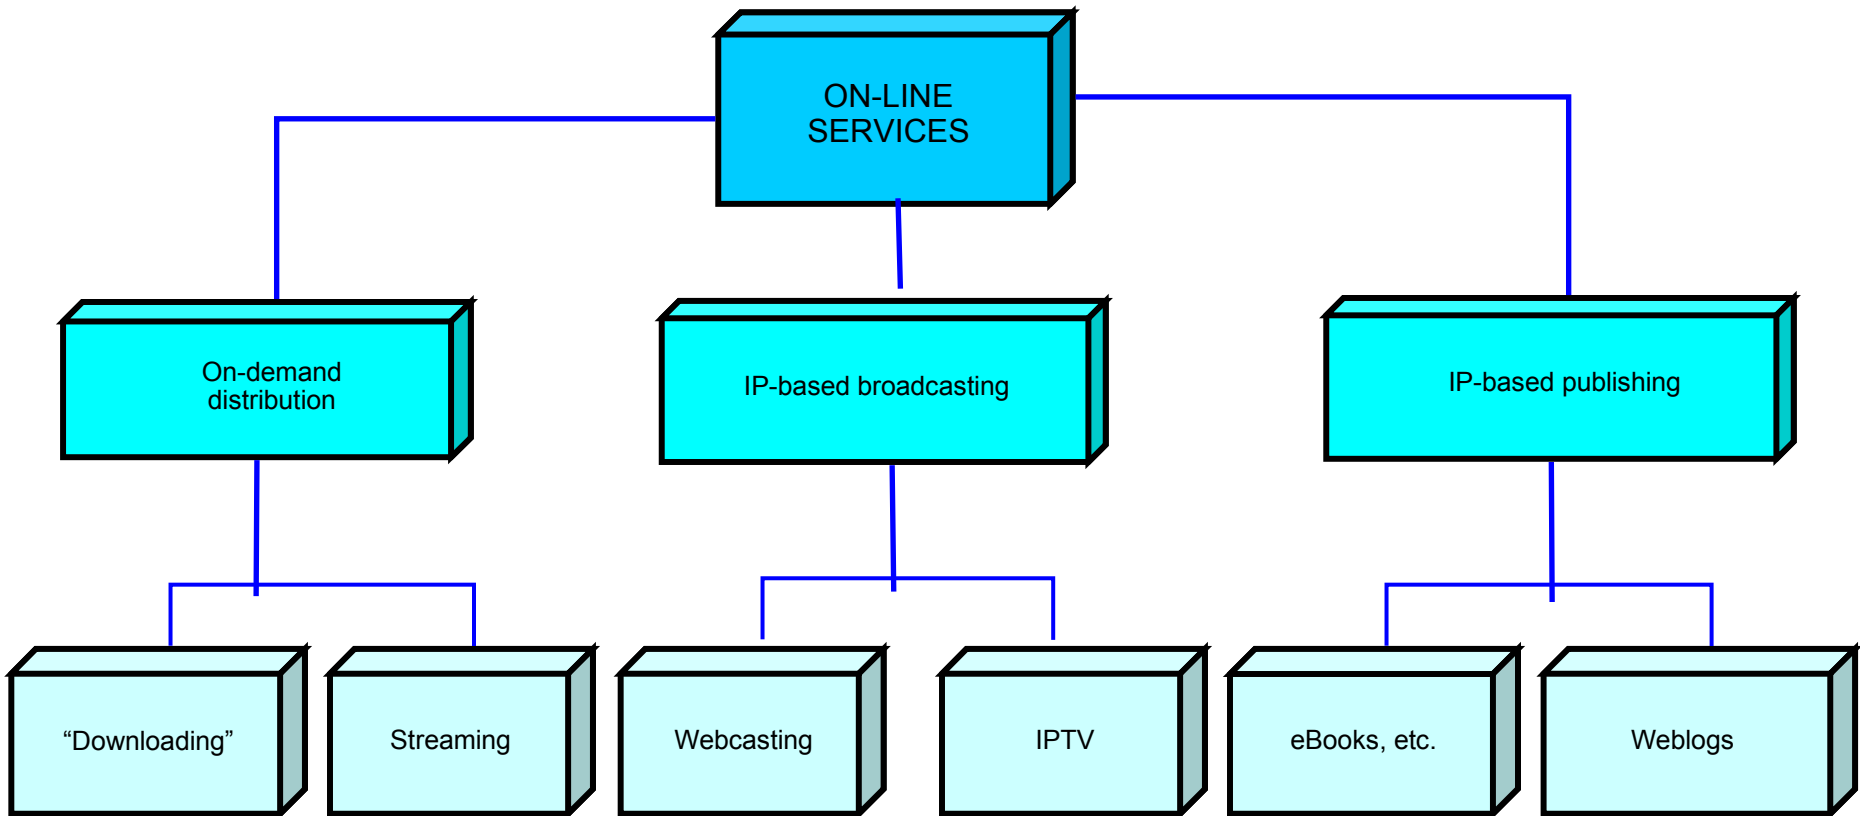 ON-LINE
SERVICES
On-demand
distribution
IP-based broadcasting
IP-based publishing
“Downloading”
Streaming
Webcasting
IPTV
eBooks, etc.
Weblogs